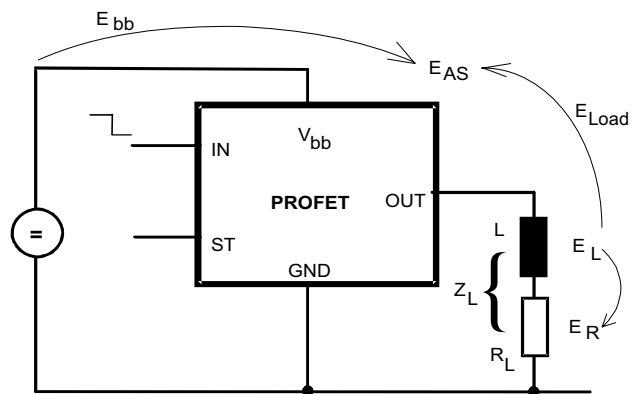 E bb
E AS
E Load
IN
V bb
PROFET
OUT
ST
GND
=
L
E L
Z L
{
E R
R L